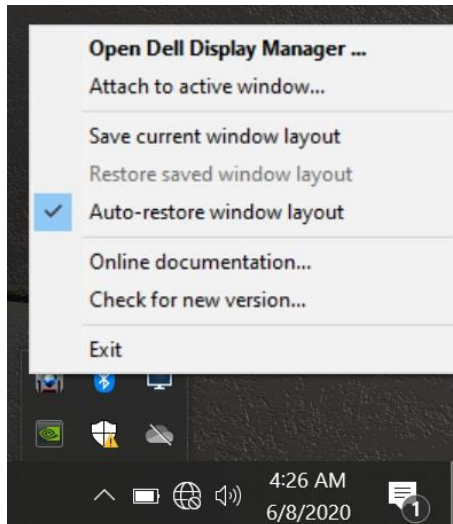 Open Dell Display Manager ...
Attach to active window...
Save current window layout
Restore saved window layout
Auto-restore window layout
Online documentation...
Check for new version...
Exit
4:26 AM
6/8/2020
1